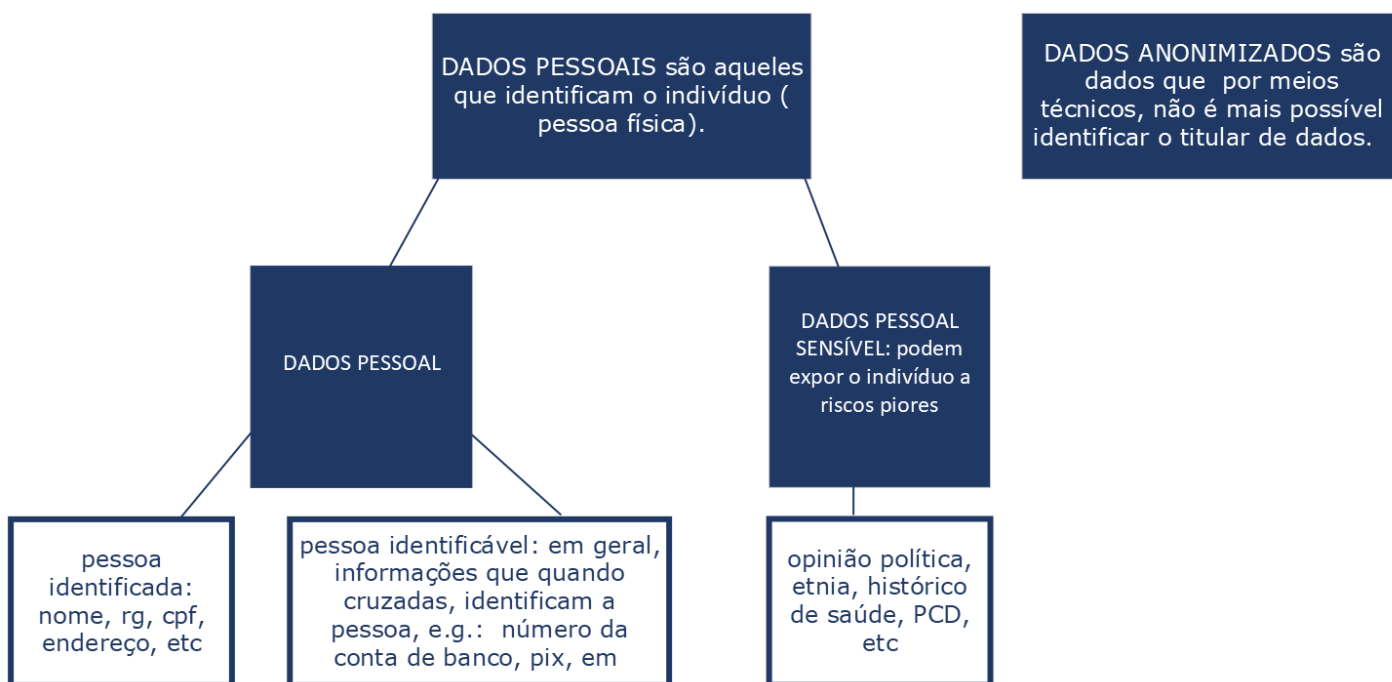 DADOS PESSOAIS são aqueles
que identificam o indivíduo (
pessoa física).
DADOS ANONIMIZADOS são
dados que  por meios
técnicos, não é mais possível
identificar o titular de dados.
DADOS PESSOAL
DADOS PESSOAL
SENSÍVEL: podem
expor o indivíduo a
riscos piores
pessoa
identificada:
nome, rg, cpf,
endereço, etc
pessoa identificável: em geral,
informações que quando
cruzadas, identificam a
pessoa, e.g.:  número da
conta de banco, pix, em
opinião política,
etnia, histórico
de saúde, PCD,
etc